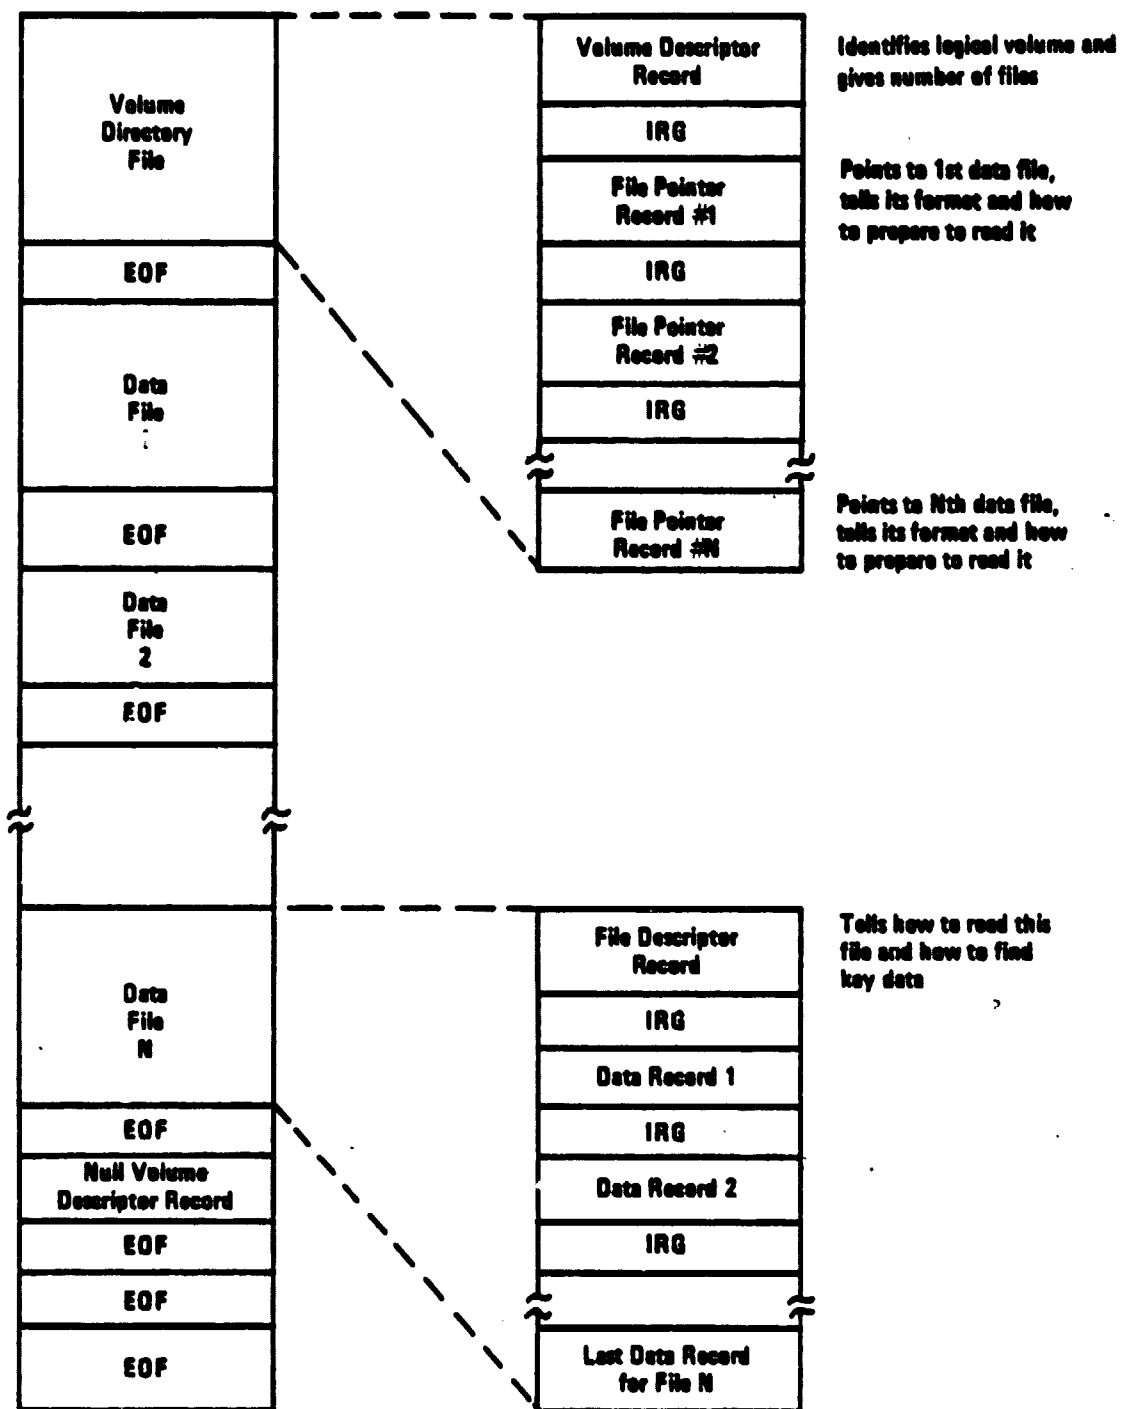 Volume
Directory
File
EOF
Data
File
EOF
Data
File
2
EOF
Data
File
N
EOF
Null Volume
Descriptor Record
EOF
EOF
EOF
Volume Descriptor
Record
IRG
File Pointer
Record #1
IRG
File Pointer
Record #2
IRG
File Pointer
Record #N
File Descriptor
Record
IRG
Data Record 1
IRG
Data Record 2
IRG
Last Data Record
for File N
Identifies logical volume and
gives number of files
Points to 1st data file,
tells its format and how
to prepare to read it
Points to Nth data file,
tells its format and how
to prepare to read it
Tells how to read this
file and how to find
key data